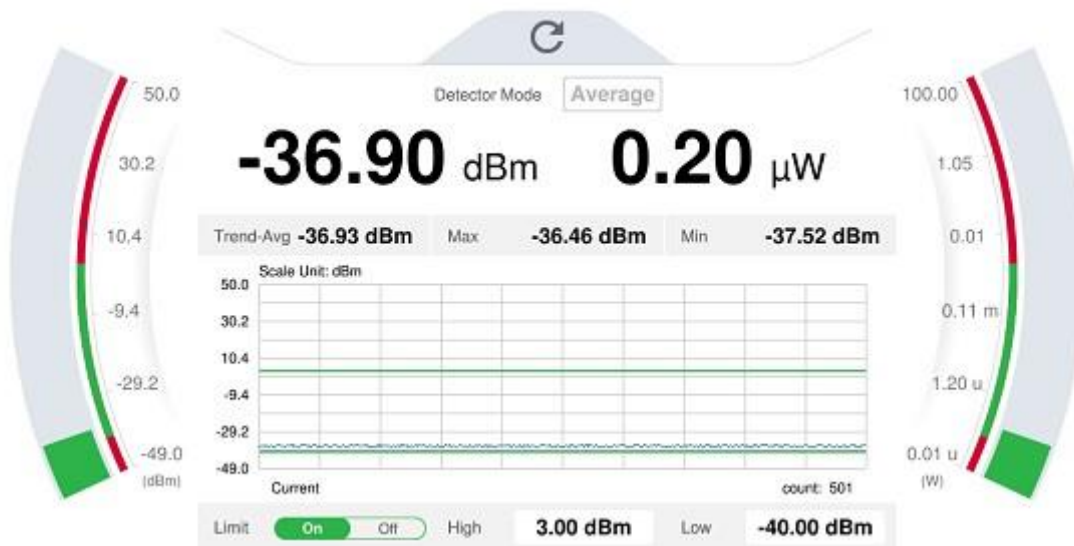 Detector Mode Average
50.0
30.2
10.4
-9.4
-29.2
-49.0
(dBm)
-36.90 dBm 0.20 µW
Trend-Avg -36.93 dBm Max -36.46 dBm Min -37.52 dBm
Scale Unit: dBm
50.0
30.2
10.4
-9.4
-29.2
-49.0
Current count: 501
Limit On Off High 3.00 dBm Low -40.00 dBm
100.00
1.05
0.01
0.11 m
1.20 u
0.01 u
(W)